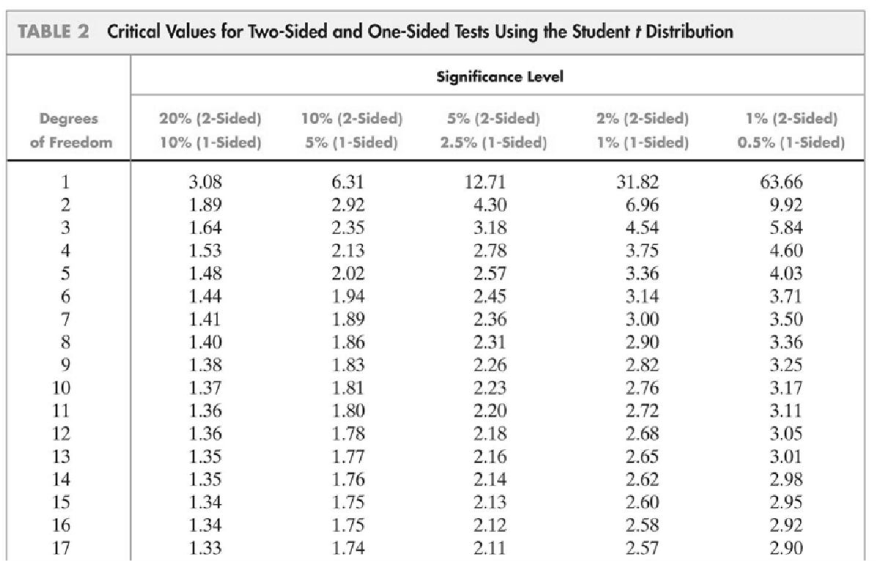 TABLE 2 Critical Values for Two-Sided and One-Sided Tests Using the Student t Distribution
Significance Level
Degrees of Freedom 20% (2-Sided) 10% (1-Sided) 10% (2-Sided) 5% (1-Sided) 5% (2-Sided) 2.5% (1-Sided) 2% (2-Sided) 1% (1-Sided) 1% (2-Sided) 0.5% (1-Sided)
1 3.08 6.31 12.71 31.82 63.66
2 1.89 2.92 4.30 6.96 9.92
3 1.64 2.35 3.18 4.54 5.84
4 1.53 2.13 2.78 3.75 4.60
5 1.48 2.02 2.57 3.36 4.03
6 1.44 1.94 2.45 3.14 3.71
7 1.41 1.89 2.36 3.00 3.50
8 1.40 1.86 2.31 2.90 3.36
9 1.38 1.83 2.26 2.82 3.25
10 1.37 1.81 2.23 2.76 3.17
11 1.36 1.80 2.20 2.72 3.11
12 1.36 1.78 2.18 2.68 3.05
13 1.35 1.77 2.16 2.65 3.01
14 1.35 1.76 2.14 2.62 2.98
15 1.34 1.75 2.13 2.60 2.95
16 1.34 1.75 2.12 2.58 2.92
17 1.33 1.74 2.11 2.57 2.90